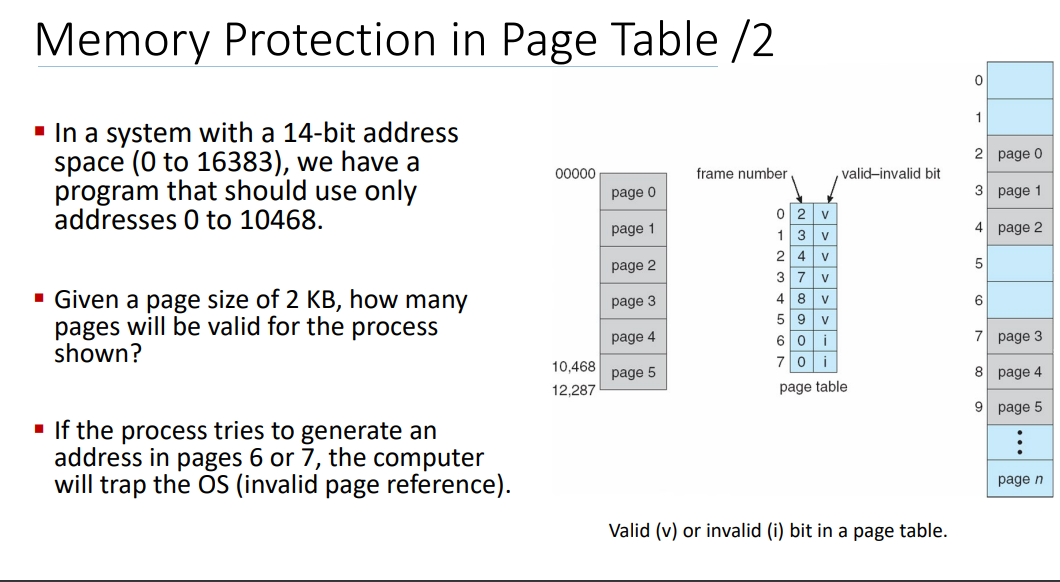 Memory Protection in Page Table /2
▪ In a system with a 14-bit address
space (0 to 16383), we have a
program that should use only
addresses 0 to 10468.
▪ Given a page size of 2 KB, how many
pages will be valid for the process
shown?
▪ If the process tries to generate an
address in pages 6 or 7, the computer
will trap the OS (invalid page reference).
00000
page 0
page 1
page 2
page 3
page 4
10,468
page 5
12,287
frame number
valid–invalid bit
0 2 v
1 3 v
2 4 v
3 7 v
4 8 v
5 9 v
6 0 i
7 0 i
page table
0
1
2 page 0
3 page 1
4 page 2
5
6
7 page 3
8 page 4
9 page 5
⋮
page n
Valid (v) or invalid (i) bit in a page table.